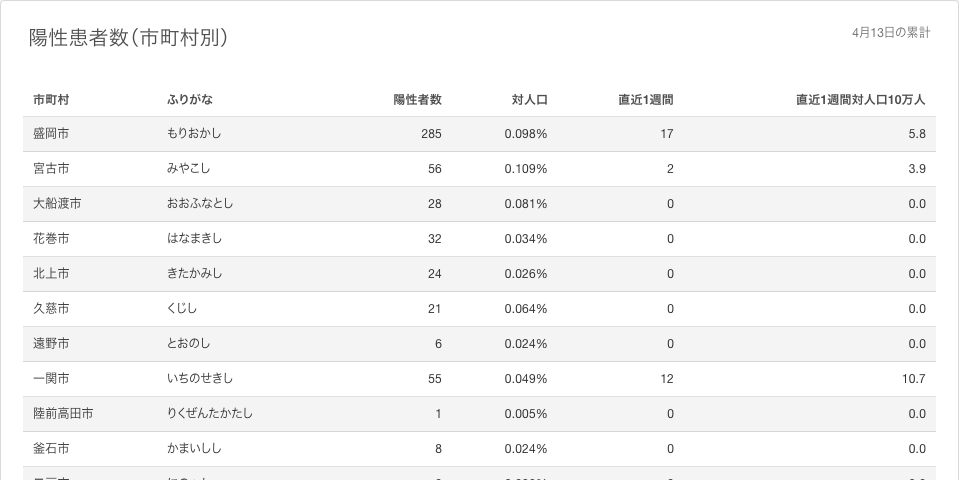 陽性患者数（市町村別）
4月13日の累計
市町村 ふりがな 陽性者数 対人口 直近1週間 直近1週間対人口10万人
盛岡市 もりおかし 285 0.098% 17 5.8
宮古市 みやこし 56 0.109% 2 3.9
大船渡市 おおふなとし 28 0.081% 0 0.0
花巻市 はなまきし 32 0.034% 0 0.0
北上市 きたかみし 24 0.026% 0 0.0
久慈市 くじし 21 0.064% 0 0.0
遠野市 とおのし 6 0.024% 0 0.0
一関市 いちのせきし 55 0.049% 12 10.7
陸前高田市 りくぜんたかたし 1 0.005% 0 0.0
釜石市 かまいしし 8 0.024% 0 0.0